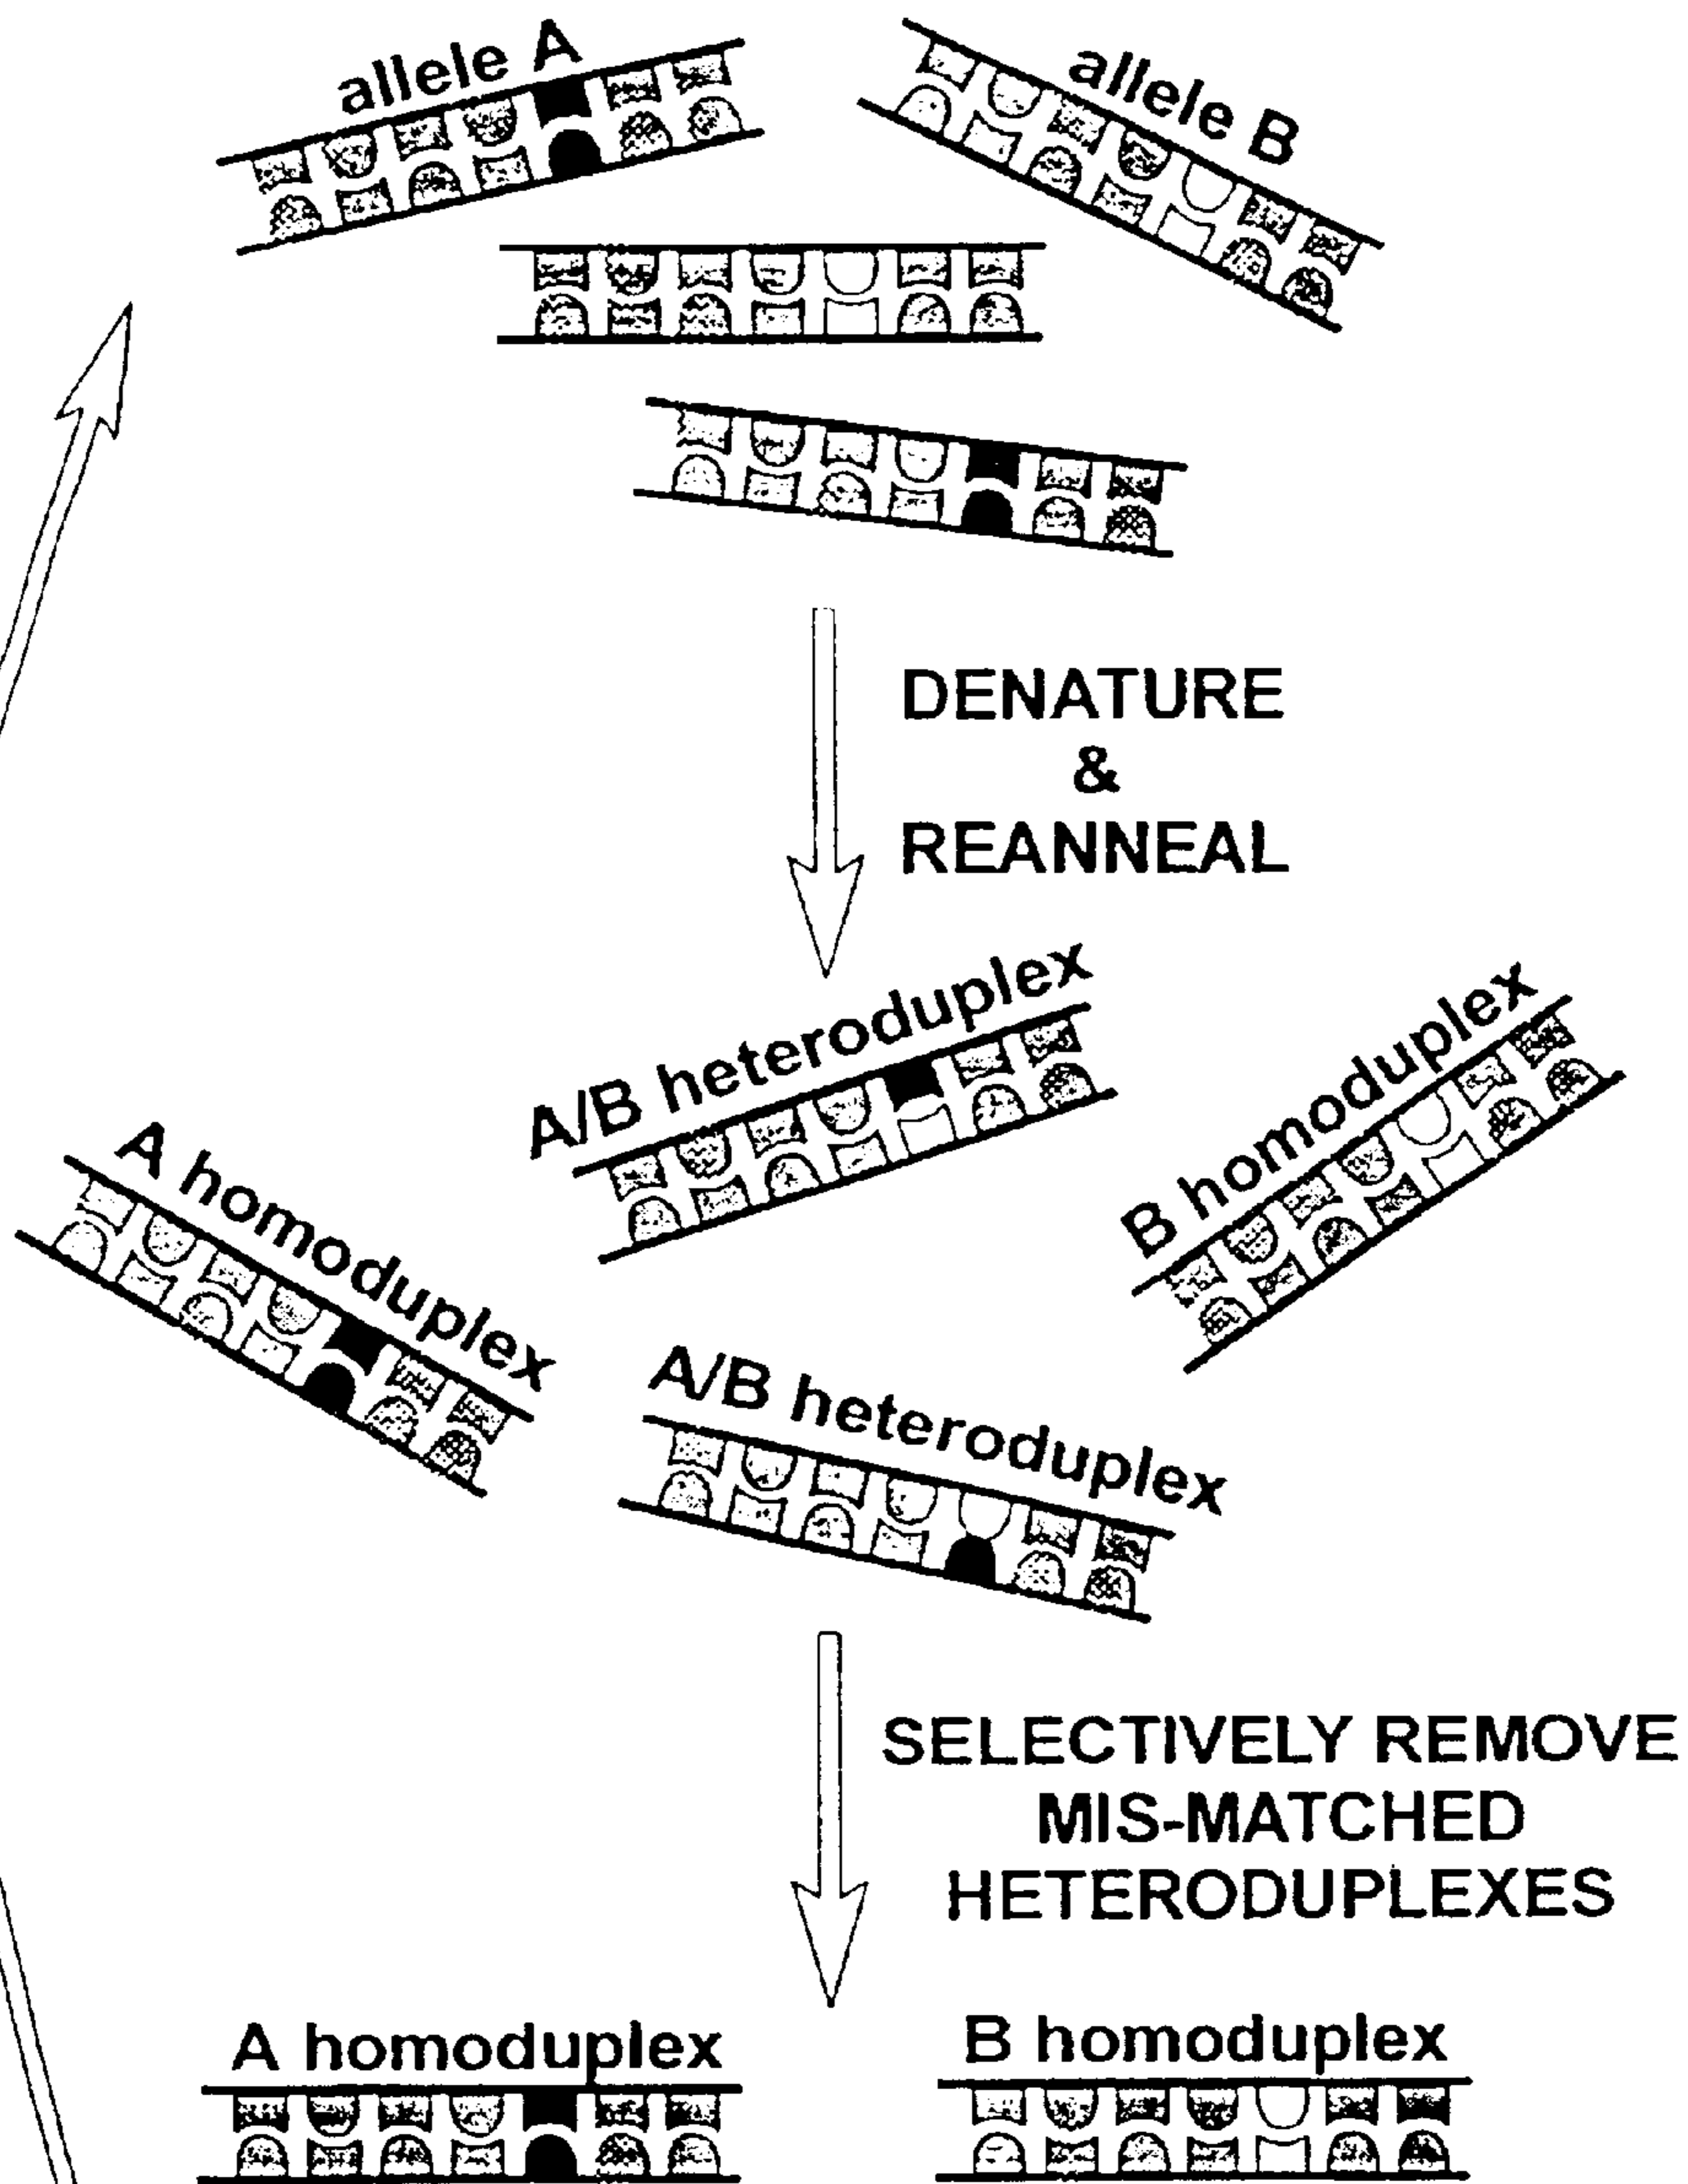 allele A
allele B
DENATURE
&
REANNEAL
A/B heteroduplex
B homoduplex
A homoduplex
A/B heteroduplex
SELECTIVELY REMOVE
MIS-MATCHED
HETERODUPLEXES
A homoduplex
B homoduplex